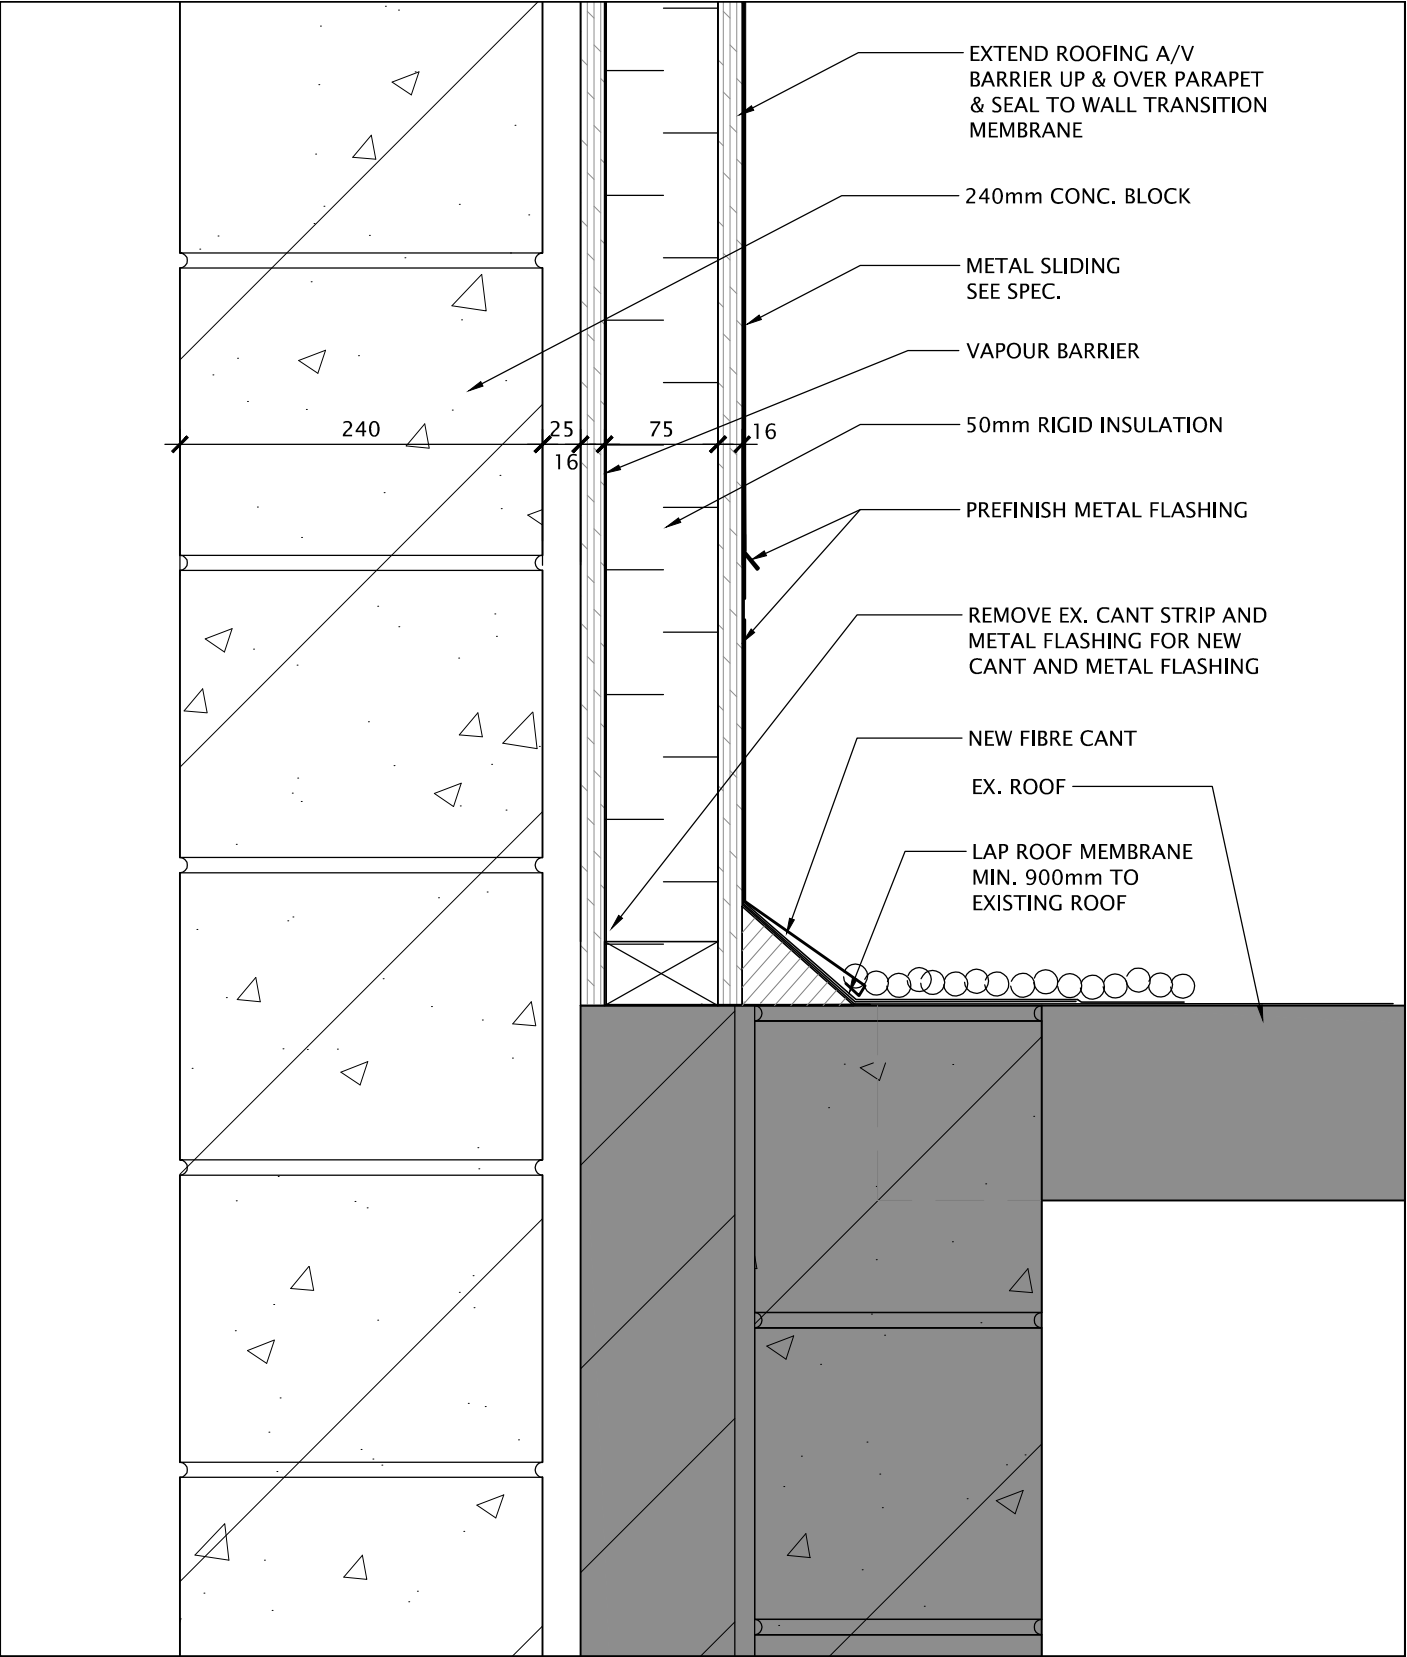 EXTEND ROOFING A/V
BARRIER UP & OVER PARAPET
& SEAL TO WALL TRANSITION
MEMBRANE
240mm CONC. BLOCK
METAL SLIDING
SEE SPEC.
VAPOUR BARRIER
240
25
75
16
16
50mm RIGID INSULATION
PREFINISH METAL FLASHING
REMOVE EX. CANT STRIP AND
METAL FLASHING FOR NEW
CANT AND METAL FLASHING
NEW FIBRE CANT
EX. ROOF
LAP ROOF MEMBRANE
MIN. 900mm TO
EXISTING ROOF